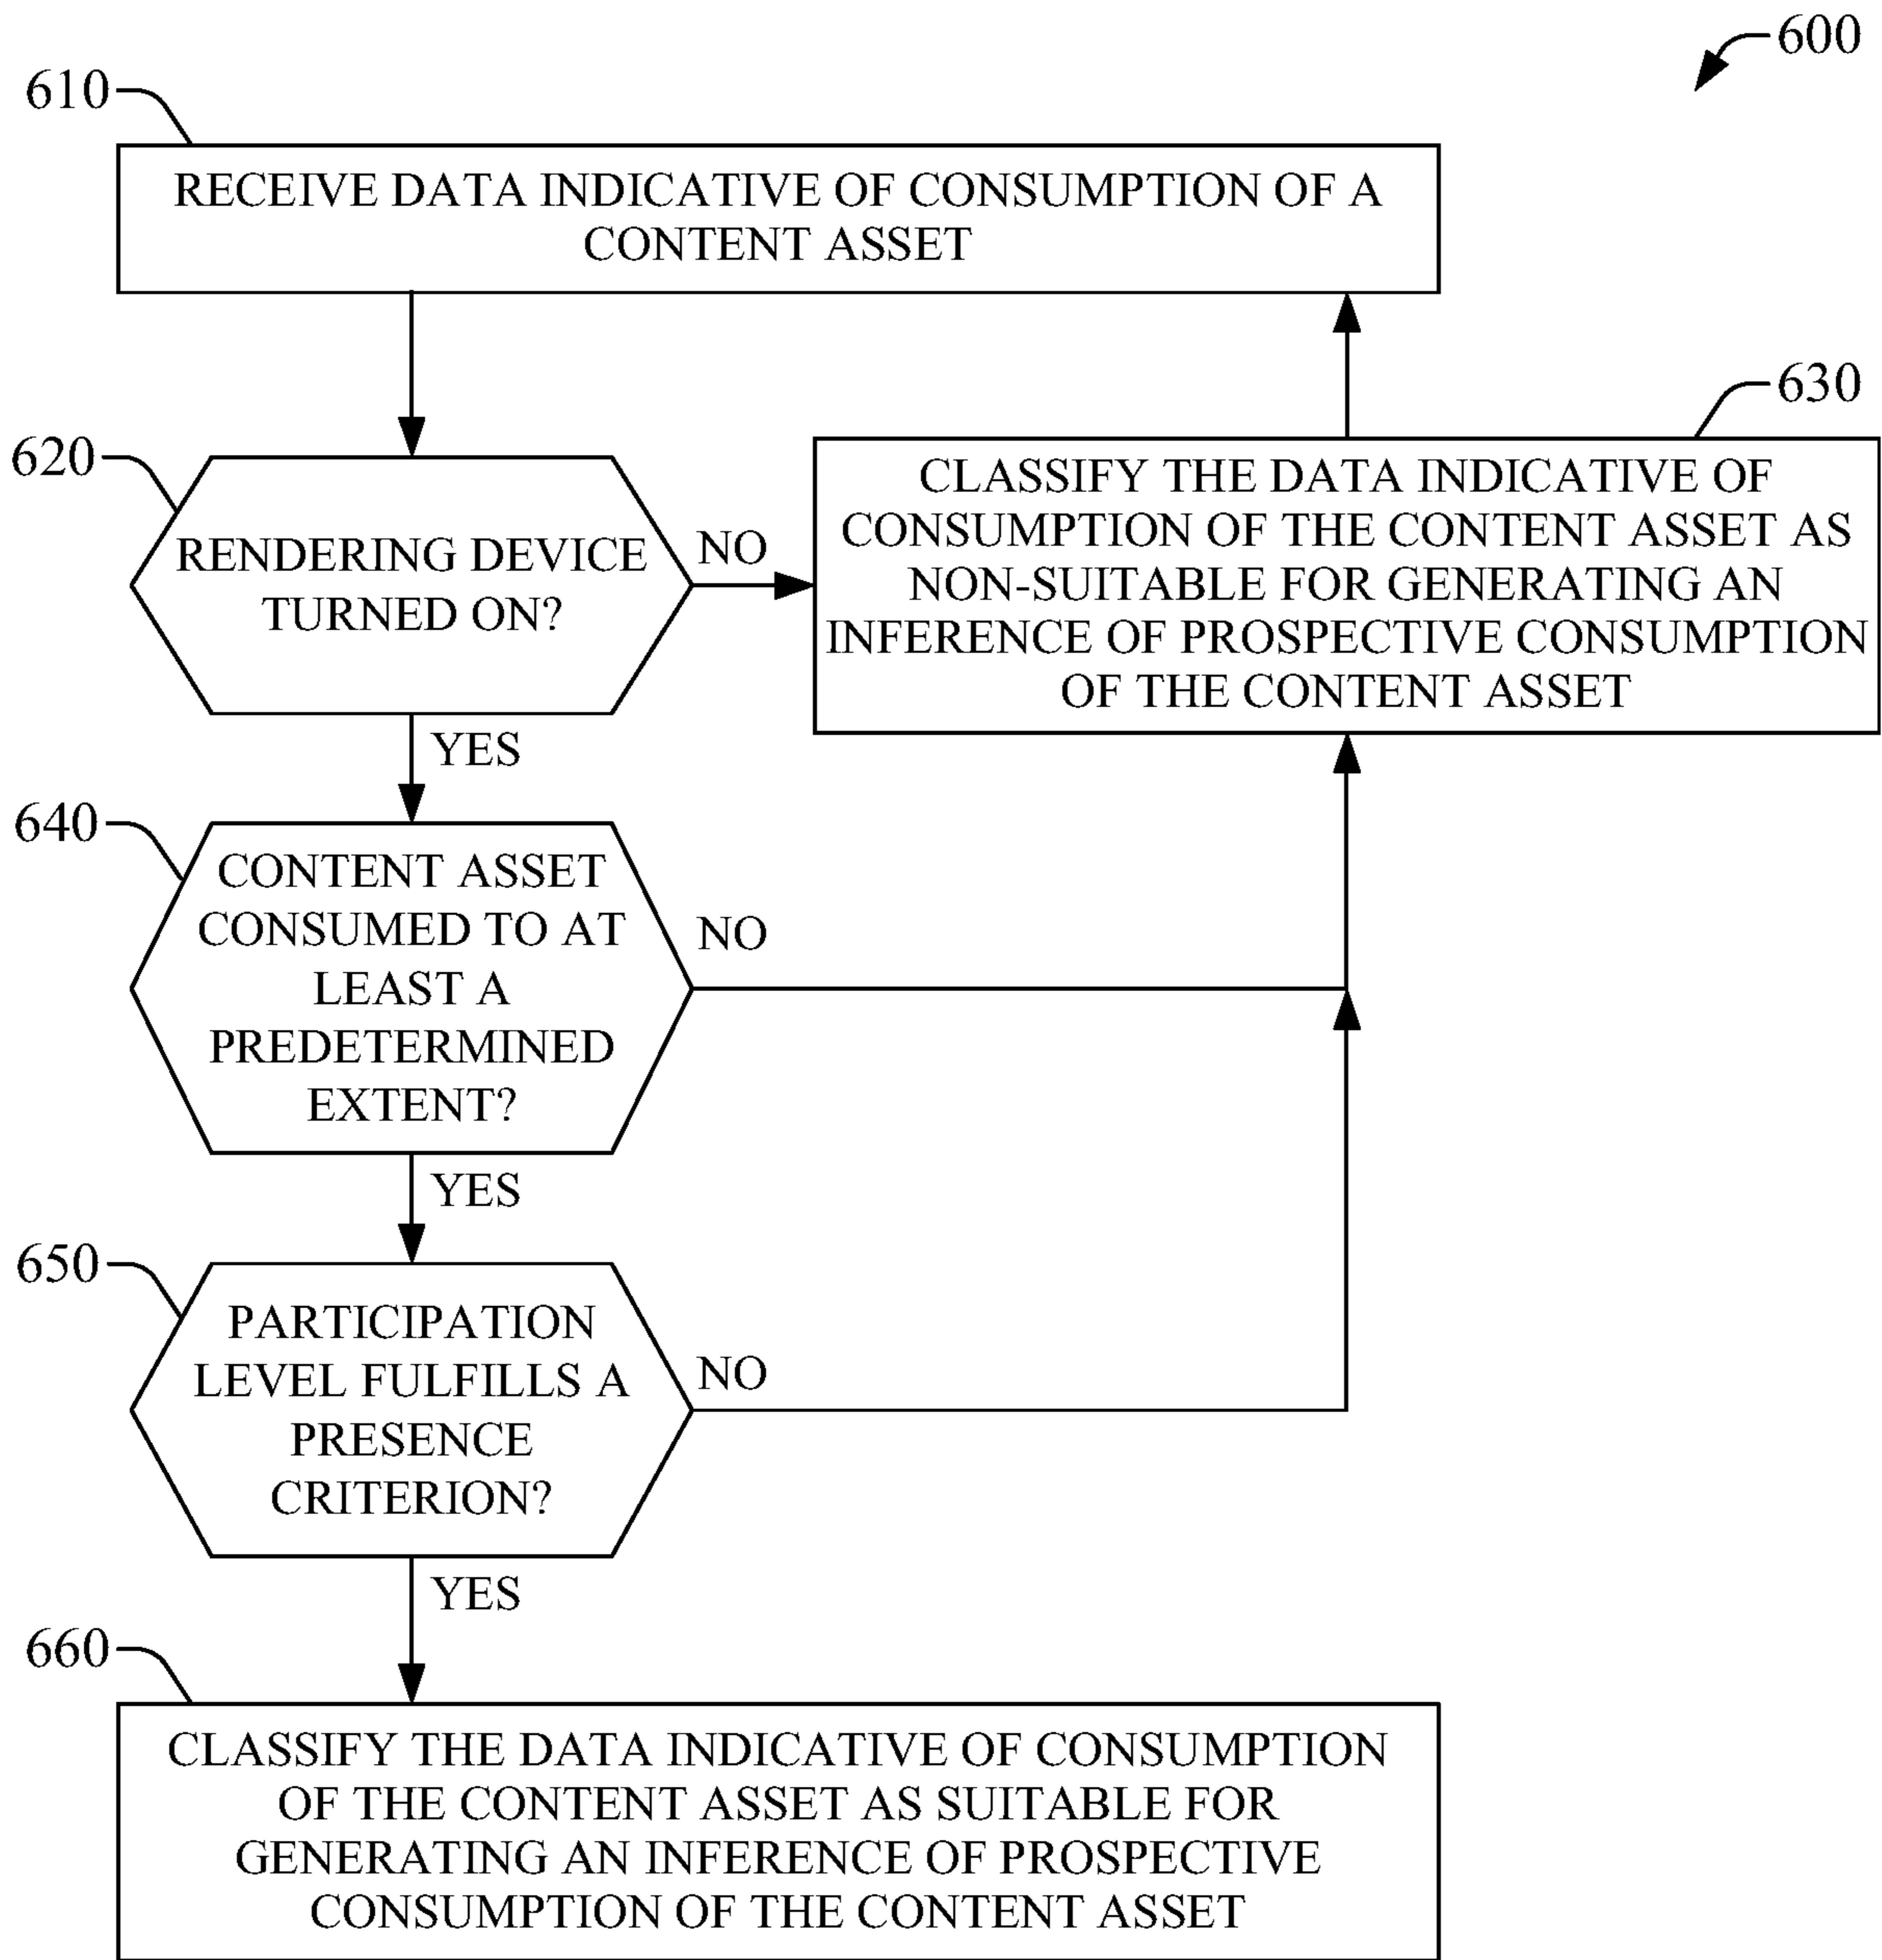 600
610
RECEIVE DATA INDICATIVE OF CONSUMPTION OF A
CONTENT ASSET
620
RENDERING DEVICE
TURNED ON?
NO
YES
630
CLASSIFY THE DATA INDICATIVE OF
CONSUMPTION OF THE CONTENT ASSET AS
NON-SUITABLE FOR GENERATING AN
INFERENCE OF PROSPECTIVE CONSUMPTION
OF THE CONTENT ASSET
640
CONTENT ASSET
CONSUMED TO AT
LEAST A
PREDETERMINED
EXTENT?
NO
YES
650
PARTICIPATION
LEVEL FULFILLS A
PRESENCE
CRITERION?
NO
YES
660
CLASSIFY THE DATA INDICATIVE OF CONSUMPTION
OF THE CONTENT ASSET AS SUITABLE FOR
GENERATING AN INFERENCE OF PROSPECTIVE
CONSUMPTION OF THE CONTENT ASSET